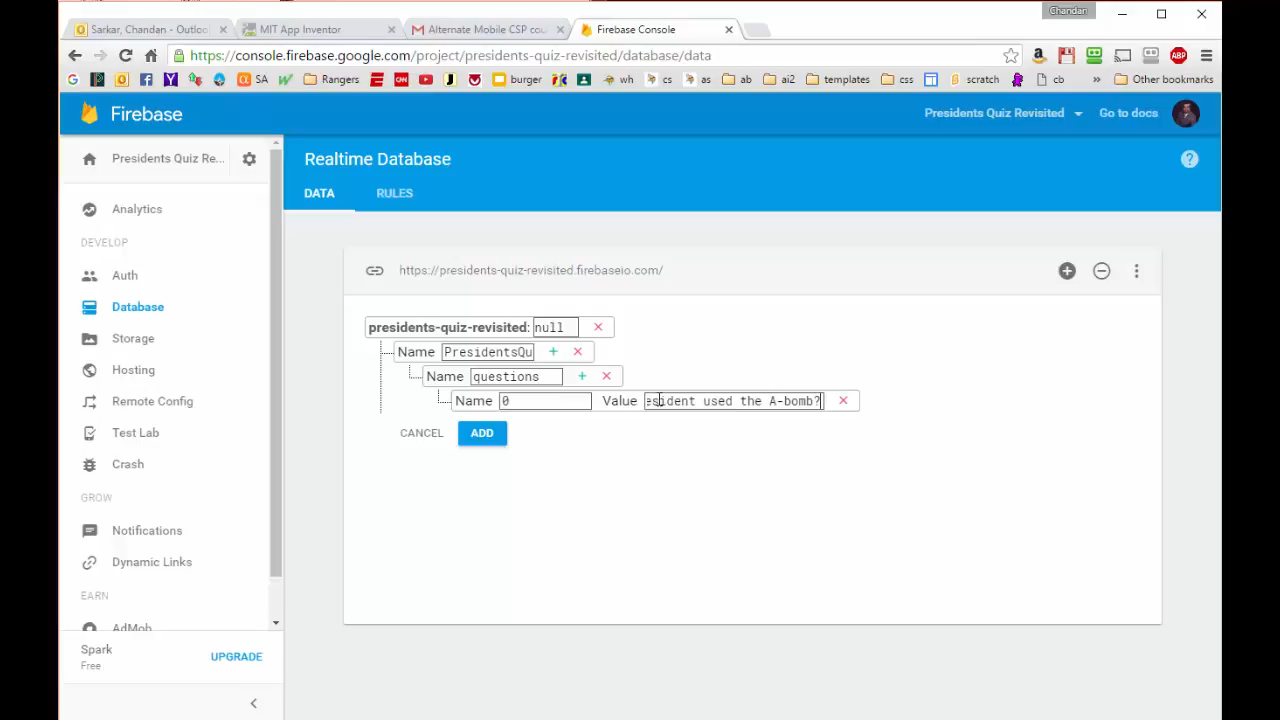 Chandan
Sarkar, Chandan - Outloo
MIT App Inventor
Alternate Mobile CSP cou
Firebase Console
https://console.firebase.google.com/project/presidents-quiz-revisited/database/data
SA
Rangers
burger
wh
cs
as
ab
ai2
templates
css
scratch
cb
»
Other bookmarks
Firebase
Presidents Quiz Revisited
Go to docs
Presidents Quiz Re...
Realtime Database
DATA
RULES
Analytics
DEVELOP
Auth
Database
Storage
Hosting
Remote Config
Test Lab
Crash
GROW
Notifications
Dynamic Links
EARN
AdMob
Spark
Free
UPGRADE
https://presidents-quiz-revisited.firebaseio.com/
presidents-quiz-revisited: null
Name PresidentsQu
Name questions
Name 0 Value esident used the A-bomb?
CANCEL
ADD